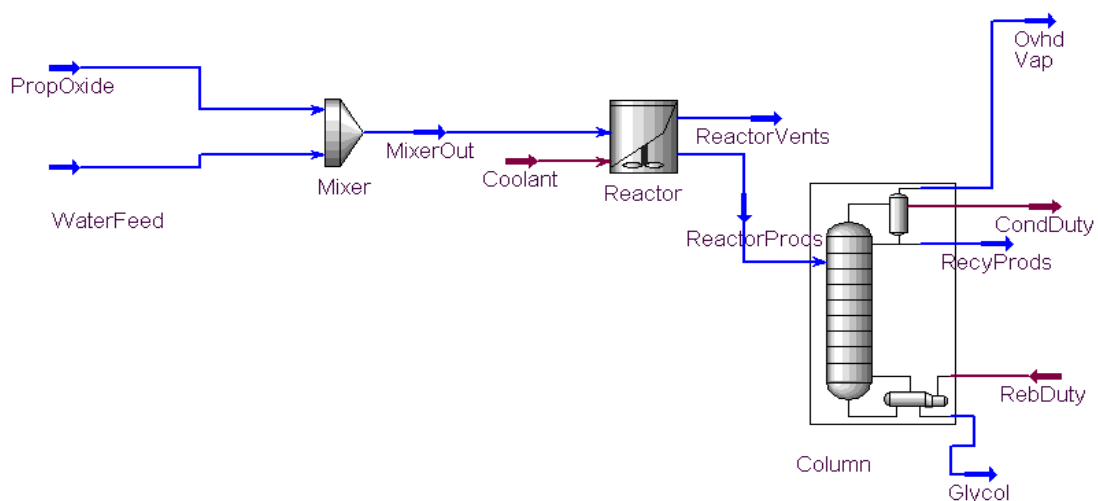 Ovhd
Vap
PropOxide
MixerOut
ReactorVents
Coolant
Mixer
Reactor
WaterFeed
ReactorProds
CondDuty
RecyProds
RebDuty
Column
Glycol